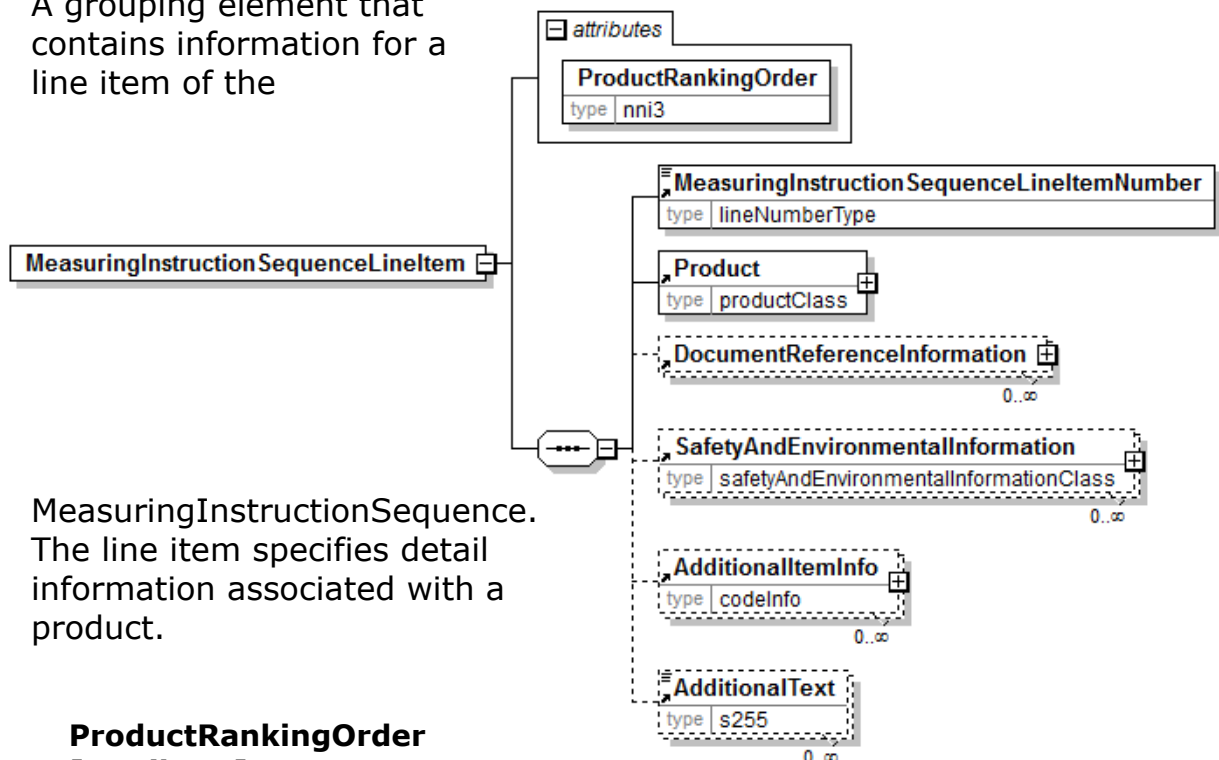 A grouping element that
contains information for a
line item of the
attributes
ProductRankingOrder
type nni3
MeasuringInstructionSequenceLineItemNumber
type lineNumberType
MeasuringInstructionSequenceLineItem
Product
type productClass
DocumentReferenceInformation
0..∞
SafetyAndEnvironmentalInformation
type safetyAndEnvironmentalInformationClass
0..∞
AdditionalItemInfo
type codeInfo
0..∞
AdditionalText
type s255
0..∞
MeasuringInstructionSequence.
The line item specifies detail
information associated with a
product.
ProductRankingOrder